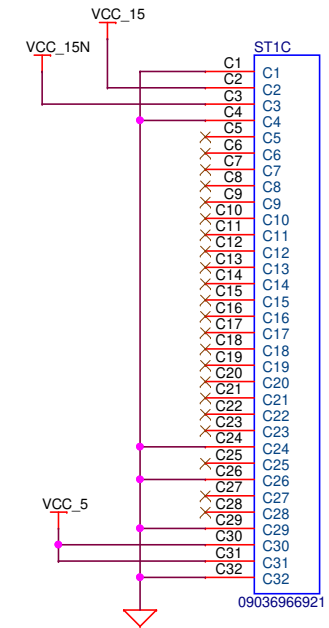 VCC_15
VCC_15N
ST1C
C1 C1
C2 C2
C3 C3
C4 C4
C5 C5
C6 C6
C7 C7
C8 C8
C9 C9
C10 C10
C11 C11
C12 C12
C13 C13
C14 C14
C15 C15
C16 C16
C17 C17
C18 C18
C19 C19
C20 C20
C21 C21
C22 C22
C23 C23
C24 C24
C25 C25
C26 C26
C27 C27
C28 C28
VCC_5
C29 C29
C30 C30
C31 C31
C32 C32
09036966921